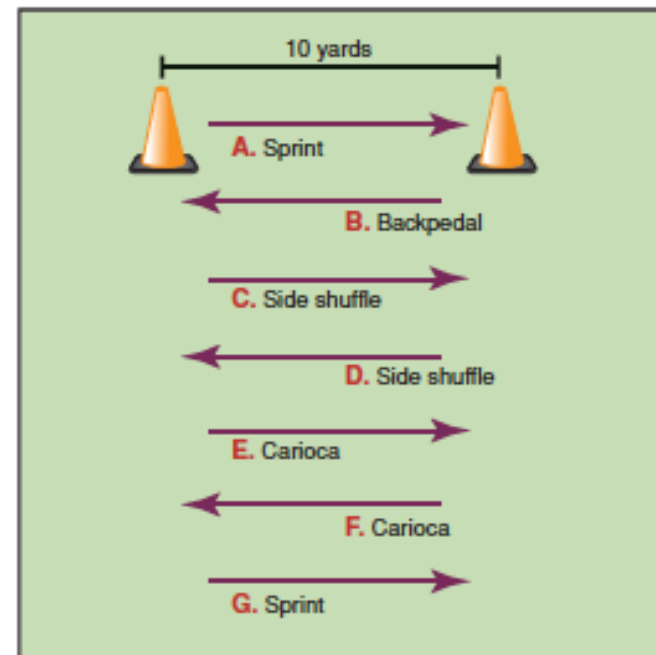 10 yards
A. Sprint
B. Backpedal
C. Side shuffle
D. Side shuffle
E. Carioca
F. Carioca
G. Sprint